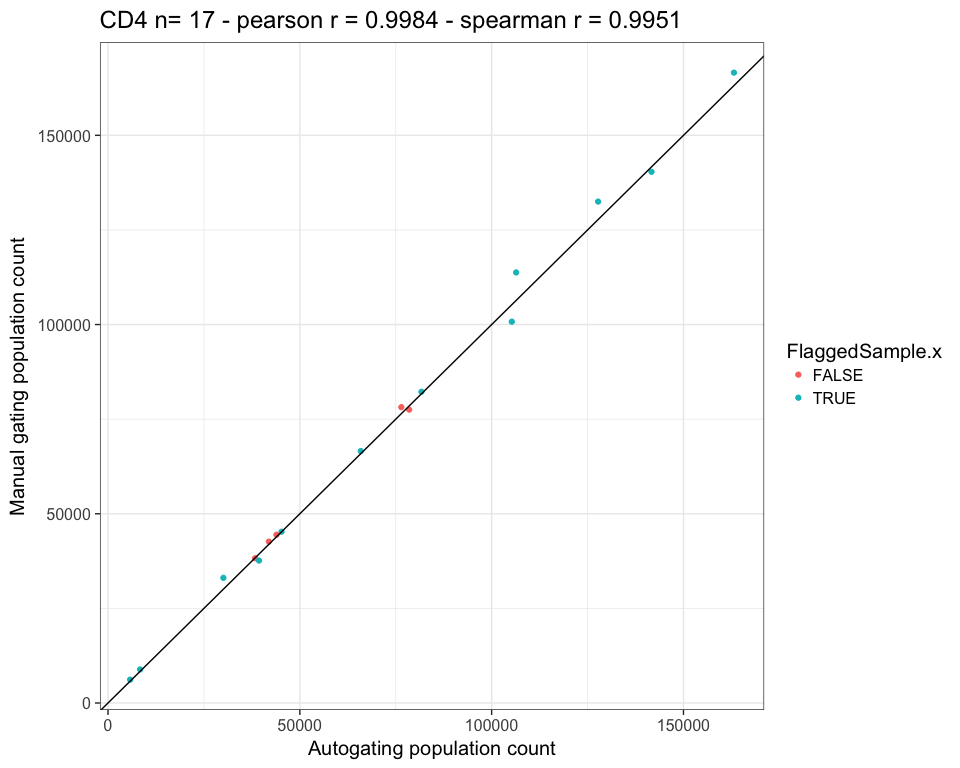 CD4 n= 17 - pearson r = 0.9984 - spearman r = 0.9951
Manual gating population count
150000
100000
50000
0
0 50000 100000 150000
Autogating population count
FlaggedSample.x
FALSE
TRUE